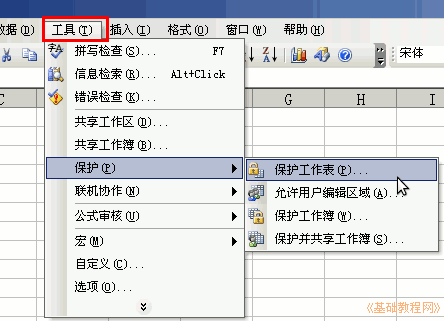 数据(D) 工具(T) 插入(I) 格式(O) 窗口(W) 帮助(H)
宋体
C G H I
拼写检查(S)... F7
信息检索(R)... Alt+Click
错误检查(K)...
共享工作区(D)...
共享工作簿(B)...
保护(P)
联机协作(N)
公式审核(U)
宏(M)
自定义(C)...
选项(O)...
保护工作表(P)...
允许用户编辑区域(A)...
保护工作簿(W)...
保护并共享工作簿(S)...
《基础教程网》